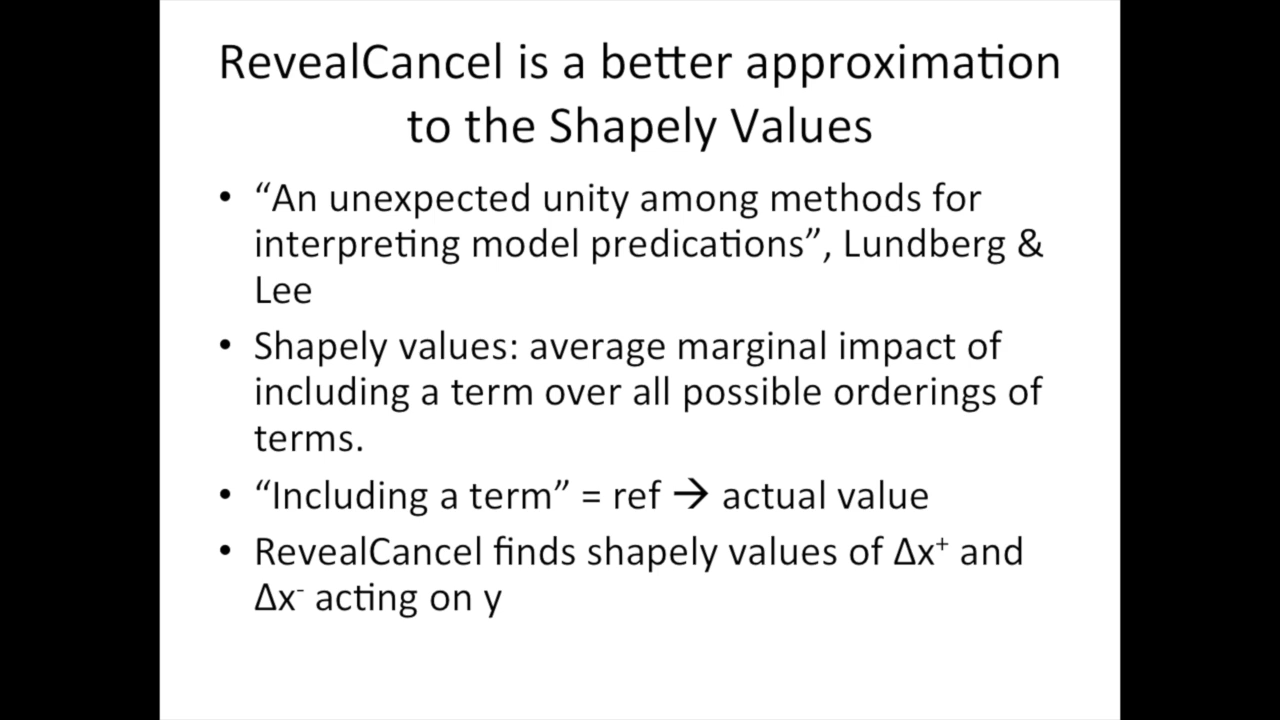 RevealCancel is a better approximation
to the Shapely Values
• “An unexpected unity among methods for
interpreting model predications”, Lundberg &
Lee
• Shapely values: average marginal impact of
including a term over all possible orderings of
terms.
• “Including a term” = ref → actual value
• RevealCancel finds shapely values of Δx⁺ and
Δx⁻ acting on y